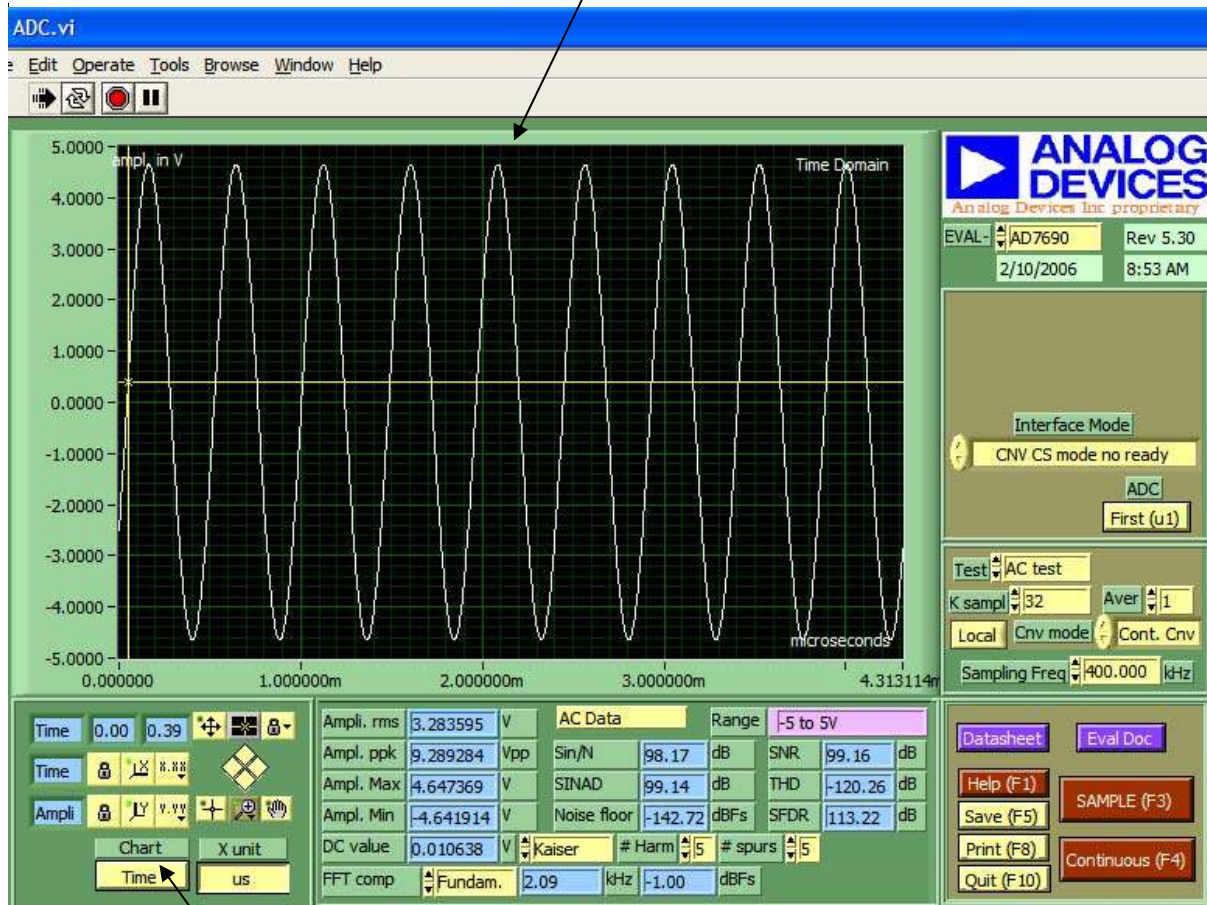 ADC.vi
Edit Operate Tools Browse Window Help
ampl. in V
Time Domain
5.0000
4.0000
3.0000
2.0000
1.0000
0.0000
-1.0000
-2.0000
-3.0000
-4.0000
-5.0000
microseconds
0.000000 1.000000m 2.000000m 3.000000m 4.313114m
ANALOG
DEVICES
Analog Devices Inc proprietary
EVAL- AD7690 Rev 5.30
2/10/2006 8:53 AM
Interface Mode
CNV CS mode no ready
ADC
First (u1)
Test AC test
K sampl 32 Aver 1
Local Cnv mode Cont. Cnv
Sampling Freq 400.000 kHz
Time 0.00 0.39
Time X X.XX
Ampli Y Y.YY
Chart X unit
Time us
Ampli. rms 3.283595 V AC Data Range -5 to 5V
Ampl. ppk 9.289284 Vpp Sin/N 98.17 dB SNR 99.16 dB
Ampl. Max 4.647369 V SINAD 99.14 dB THD -120.26 dB
Ampl. Min -4.641914 V Noise floor -142.72 dBFs SFDR 113.22 dB
DC value 0.010638 V Kaiser # Harm 5 # spurs 5
FFT comp Fundam. 2.09 kHz -1.00 dBFs
Datasheet Eval Doc
Help (F1)
SAMPLE (F3)
Save (F5)
Print (F8)
Continuous (F4)
Quit (F10)